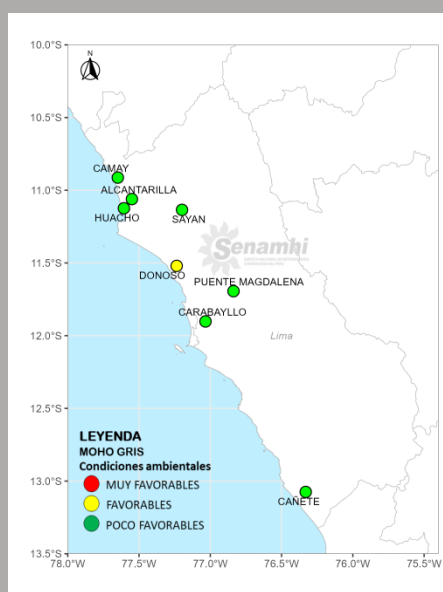 N
10.0°S
10.5°S
11.0°S
11.5°S
12.0°S
12.5°S
13.0°S
13.5°S
CAMAY
ALCANTARILLA
HUACHO
SAYAN
Senamhi
DONOSO
PUENTE MAGDALENA
CARABAYLLO
Lima
CAÑETE
LEYENDA
MOHO GRIS
Condiciones ambientales
MUY FAVORABLES
FAVORABLES
POCO FAVORABLES
78.0°W 77.5°W 77.0°W 76.5°W 76.0°W 75.5°W